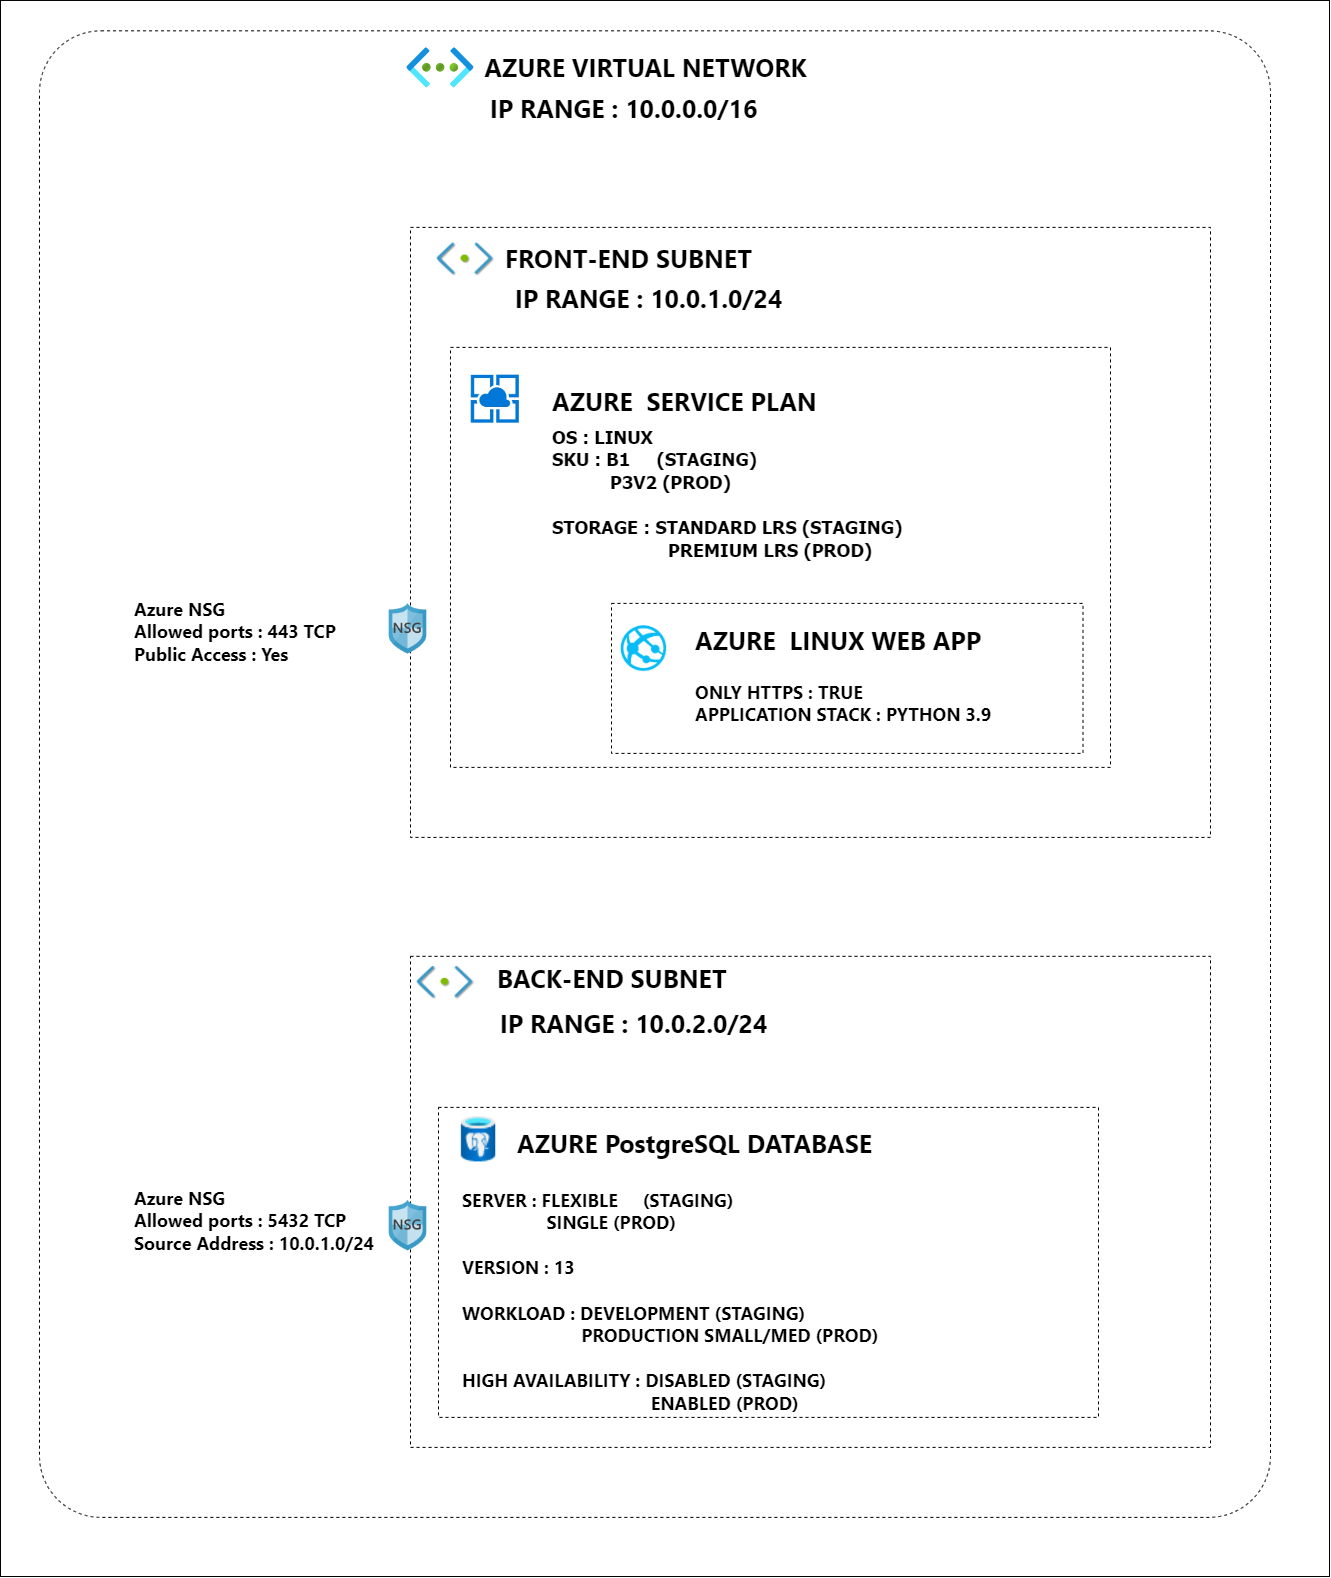 AZURE VIRTUAL NETWORK
IP RANGE : 10.0.0.0/16
FRONT-END SUBNET
IP RANGE : 10.0.1.0/24
AZURE  SERVICE PLAN
OS : LINUX
SKU : B1     (STAGING)
P3V2 (PROD)
STORAGE : STANDARD LRS (STAGING)
PREMIUM LRS (PROD)
Azure NSG
Allowed ports : 443 TCP
Public Access : Yes
NSG
AZURE  LINUX WEB APP
ONLY HTTPS : TRUE
APPLICATION STACK : PYTHON 3.9
BACK-END SUBNET
IP RANGE : 10.0.2.0/24
AZURE PostgreSQL DATABASE
Azure NSG
Allowed ports : 5432 TCP
Source Address : 10.0.1.0/24
NSG
SERVER : FLEXIBLE     (STAGING)
SINGLE (PROD)
VERSION : 13
WORKLOAD : DEVELOPMENT (STAGING)
PRODUCTION SMALL/MED (PROD)
HIGH AVAILABILITY : DISABLED (STAGING)
ENABLED (PROD)